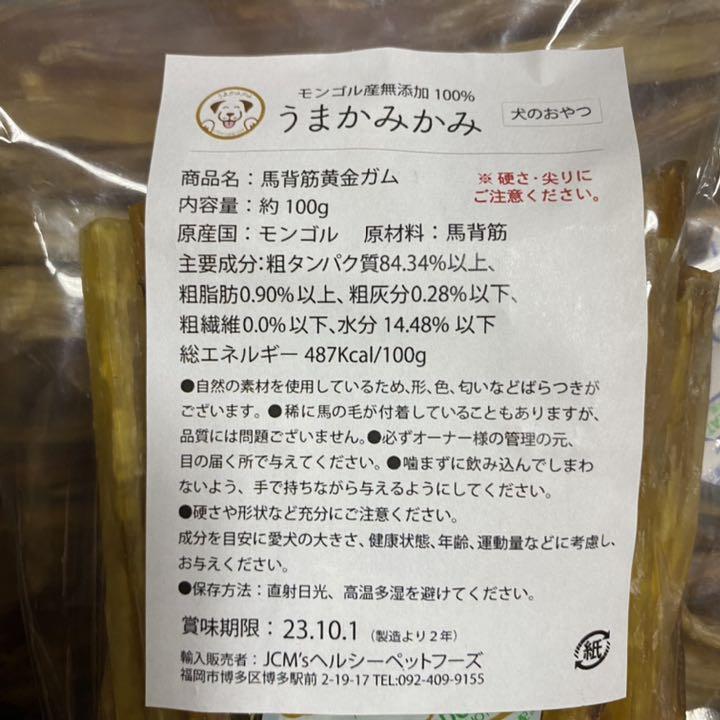 モンゴル産無添加 100%
うまかみかみ
犬のおやつ
商品名：馬背筋黄金ガム
※ 硬さ・尖りに
ご注意ください。
内容量：約 100g
原産国：モンゴル 原材料：馬背筋
主要成分：粗タンパク質84.34%以上、
粗脂肪0.90%以上、粗灰分0.28%以下、
粗繊維0.0%以下、水分 14.48% 以下
総エネルギー 487Kcal/100g
●自然の素材を使用しているため、形、色、匂いなどばらつきが
ございます。●稀に馬の毛が付着していることもありますが、
品質には問題ございません。●必ずオーナー様の管理の元、
目の届く所で与えてください。●噛まずに飲み込んでしまわ
ないよう、手で持ちながら与えるようにしてください。
●硬さや形状など充分にご注意ください。
成分を目安に愛犬の大きさ、健康状態、年齢、運動量などに考慮し、
お与えください。
●保存方法：直射日光、高温多湿を避けてください。
賞味期限：23.10.1（製造より２年）
紙
輸入販売者：JCM'sヘルシーペットフーズ
福岡市博多区博多駅前 2-19-17 TEL:092-409-9155